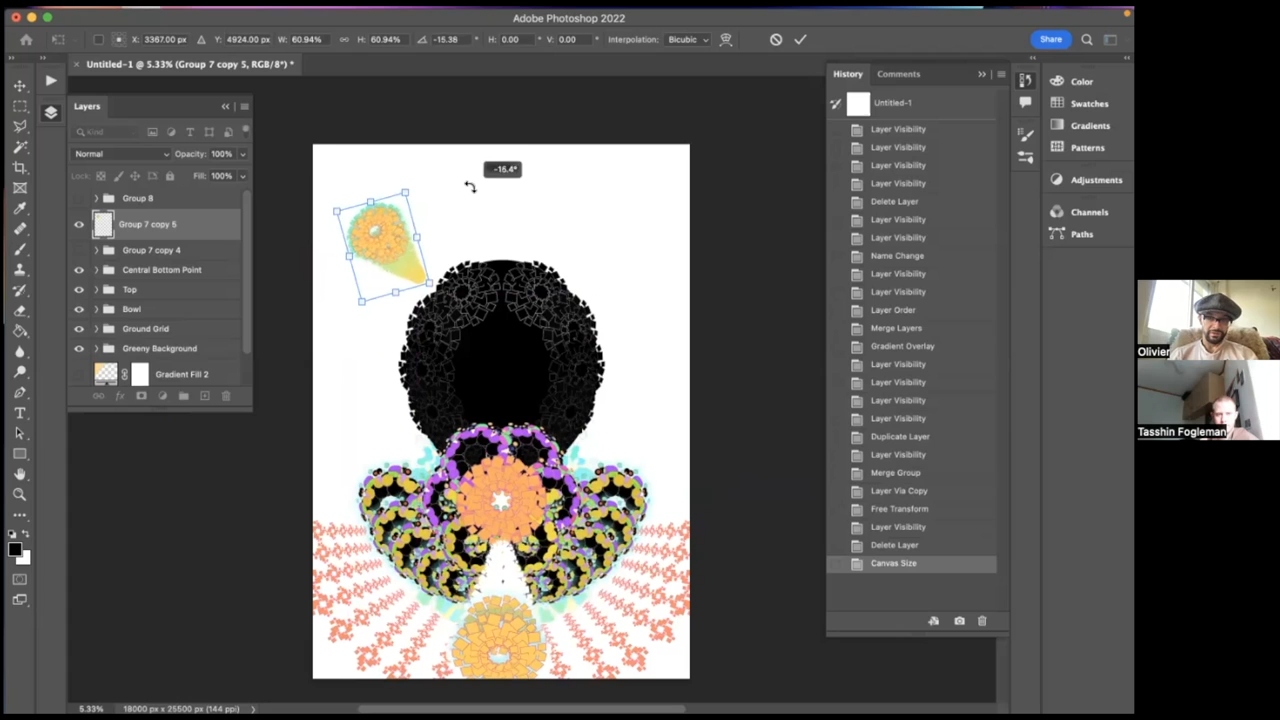 Adobe Photoshop 2022
X: 3367.00 px Y: 4924.00 px W: 60.94% H: 60.94% -15.38 ° H: 0.00 ° V: 0.00 ° Interpolation: Bicubic Share
× Untitled-1 @ 5.33% (Group 7 copy 5, RGB/8*) *
Layers
Kind
Normal Opacity: 100%
Lock: Fill: 100%
Group 8
Group 7 copy 5
Group 7 copy 4
Central Bottom Point
Top
Bowl
Ground Grid
Greeny Background
Gradient Fill 2
fx
-16.4°
History Comments
Untitled-1
Layer Visibility
Layer Visibility
Layer Visibility
Layer Visibility
Delete Layer
Layer Visibility
Layer Visibility
Name Change
Layer Visibility
Layer Visibility
Layer Order
Merge Layers
Gradient Overlay
Layer Visibility
Layer Visibility
Layer Visibility
Layer Visibility
Duplicate Layer
Layer Visibility
Merge Group
Layer Via Copy
Free Transform
Layer Visibility
Delete Layer
Canvas Size
Color
Swatches
Gradients
Patterns
Adjustments
Channels
Paths
5.33% 18000 px x 25500 px (144 ppi)
Olivier
Tasshin Fogleman